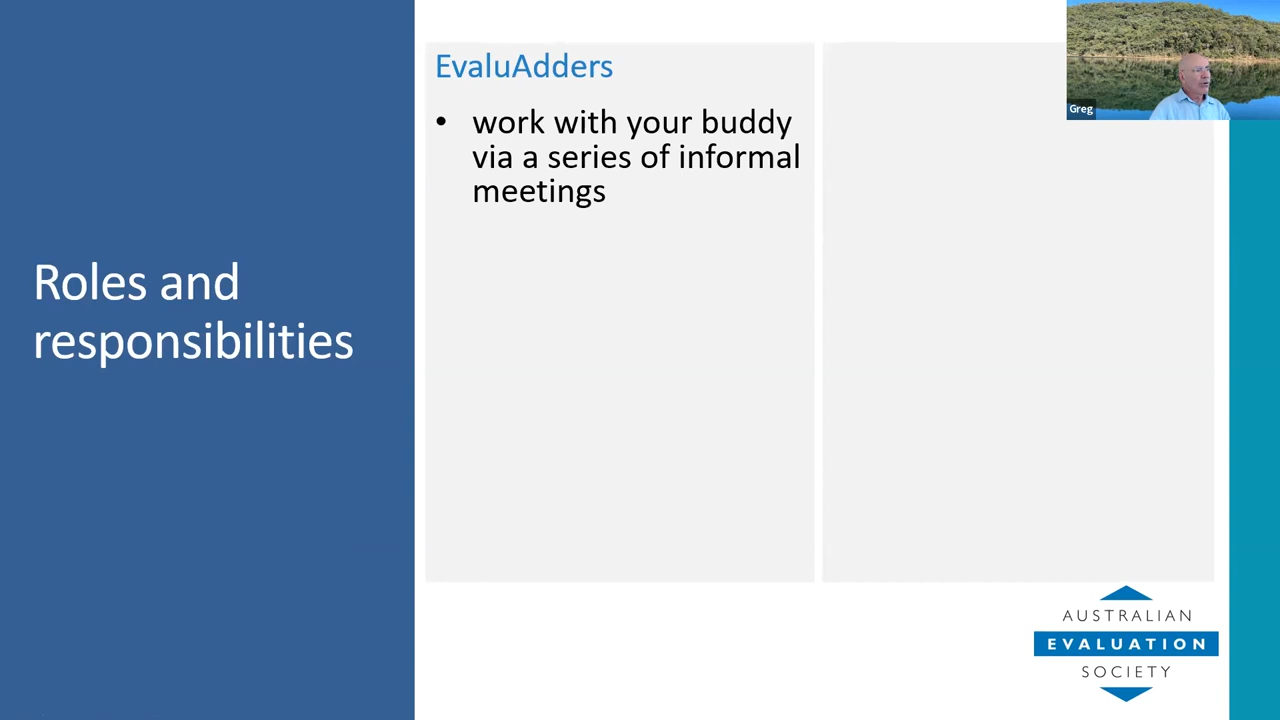 Roles and
responsibilities
EvaluAdders
• work with your buddy
via a series of informal
meetings
Greg
AUSTRALIAN
EVALUATION
SOCIETY